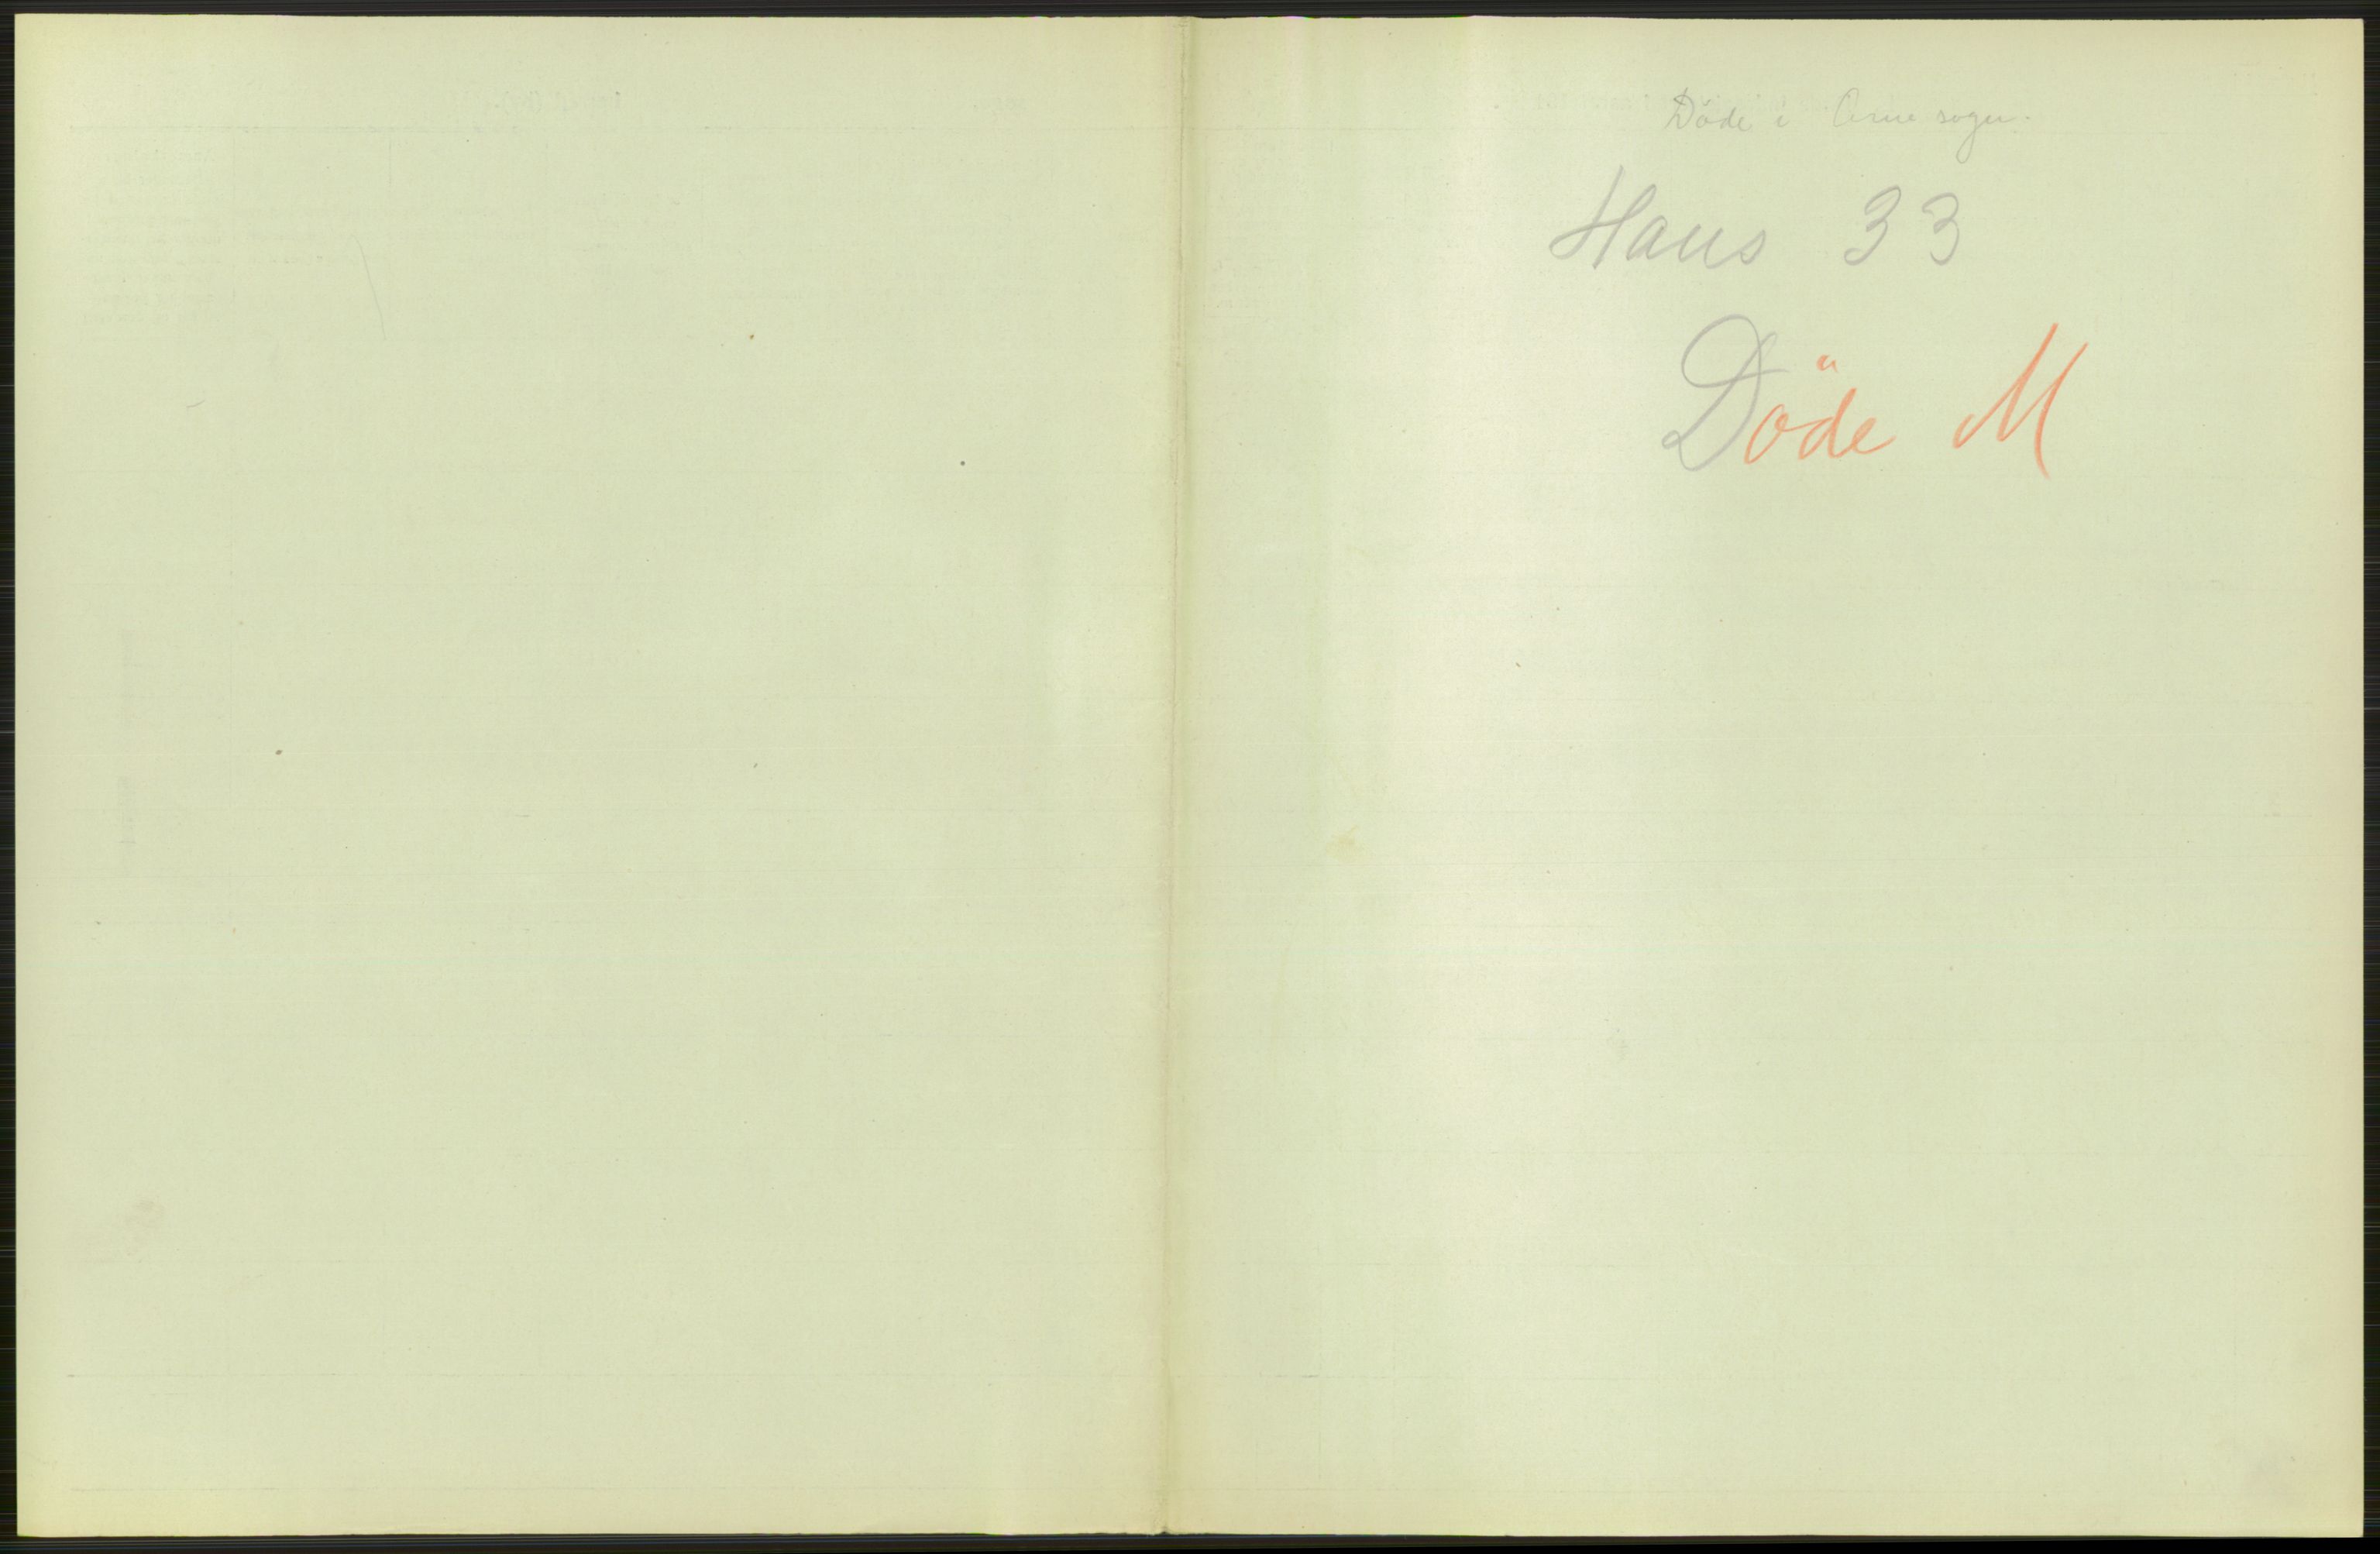 Döde i Arne sogn.
Haus 33
Döde M